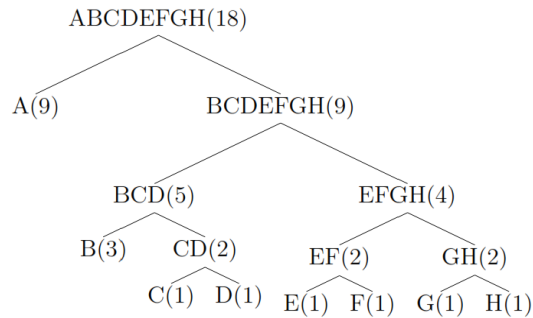 ABCDEFGH(18)
A(9) BCDEFGH(9)
BCD(5) EFGH(4)
B(3) CD(2) EF(2) GH(2)
C(1) D(1) E(1) F(1) G(1) H(1)